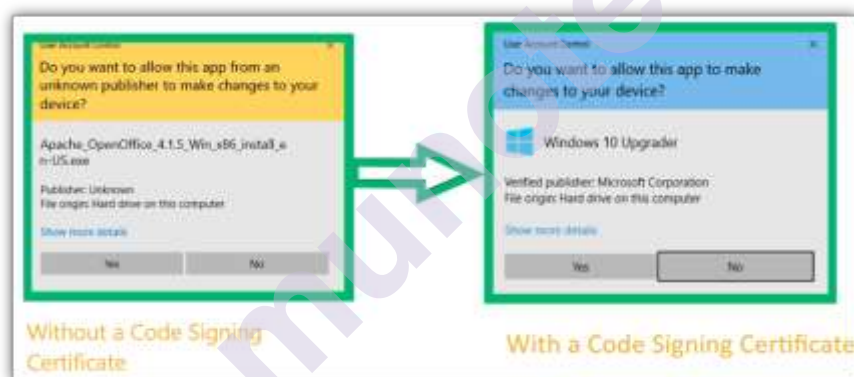 User Account Control
Do you want to allow this app from an
unknown publisher to make changes to your
device?
Apache_OpenOffice_4.1.5_Win_x86_install_e
n-US.exe
Publisher: Unknown
File origin: Hard drive on this computer
Show more details
Yes
No
Without a Code Signing
Certificate
User Account Control
Do you want to allow this app to make
changes to your device?
Windows 10 Upgrader
Verified publisher: Microsoft Corporation
File origin: Hard drive on this computer
Show more details
Yes
No
With a Code Signing Certificate